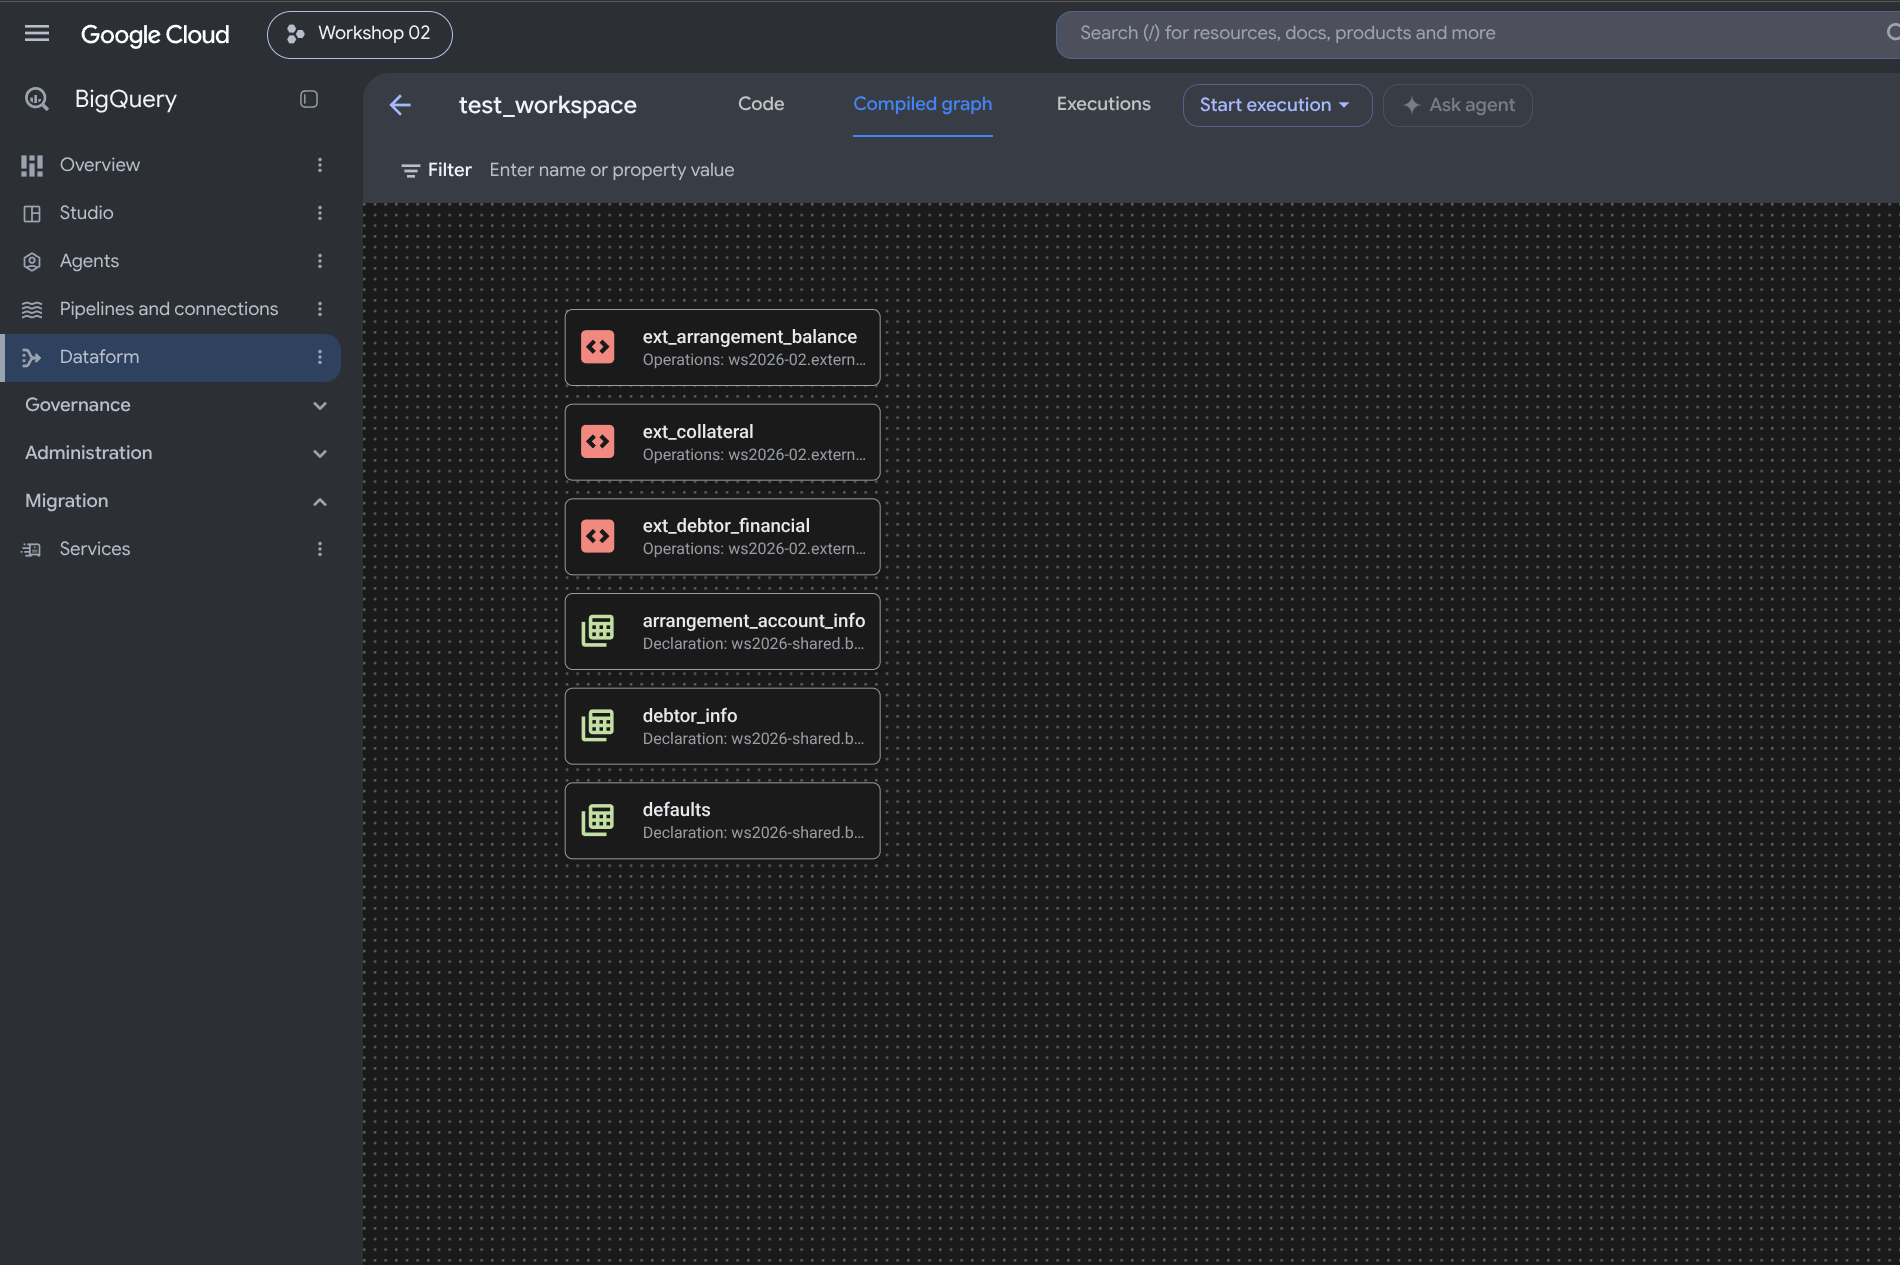 Google Cloud
Workshop 02
Search (/) for resources, docs, products and more
BigQuery
test_workspace
Code
Compiled graph
Executions
Start execution
Ask agent
Filter
Enter name or property value
Overview
Studio
Agents
Pipelines and connections
Dataform
Governance
Administration
Migration
Services
ext_arrangement_balance
Operations: ws2026-02.extern...
ext_collateral
Operations: ws2026-02.extern...
ext_debtor_financial
Operations: ws2026-02.extern...
arrangement_account_info
Declaration: ws2026-shared.b...
debtor_info
Declaration: ws2026-shared.b...
defaults
Declaration: ws2026-shared.b...